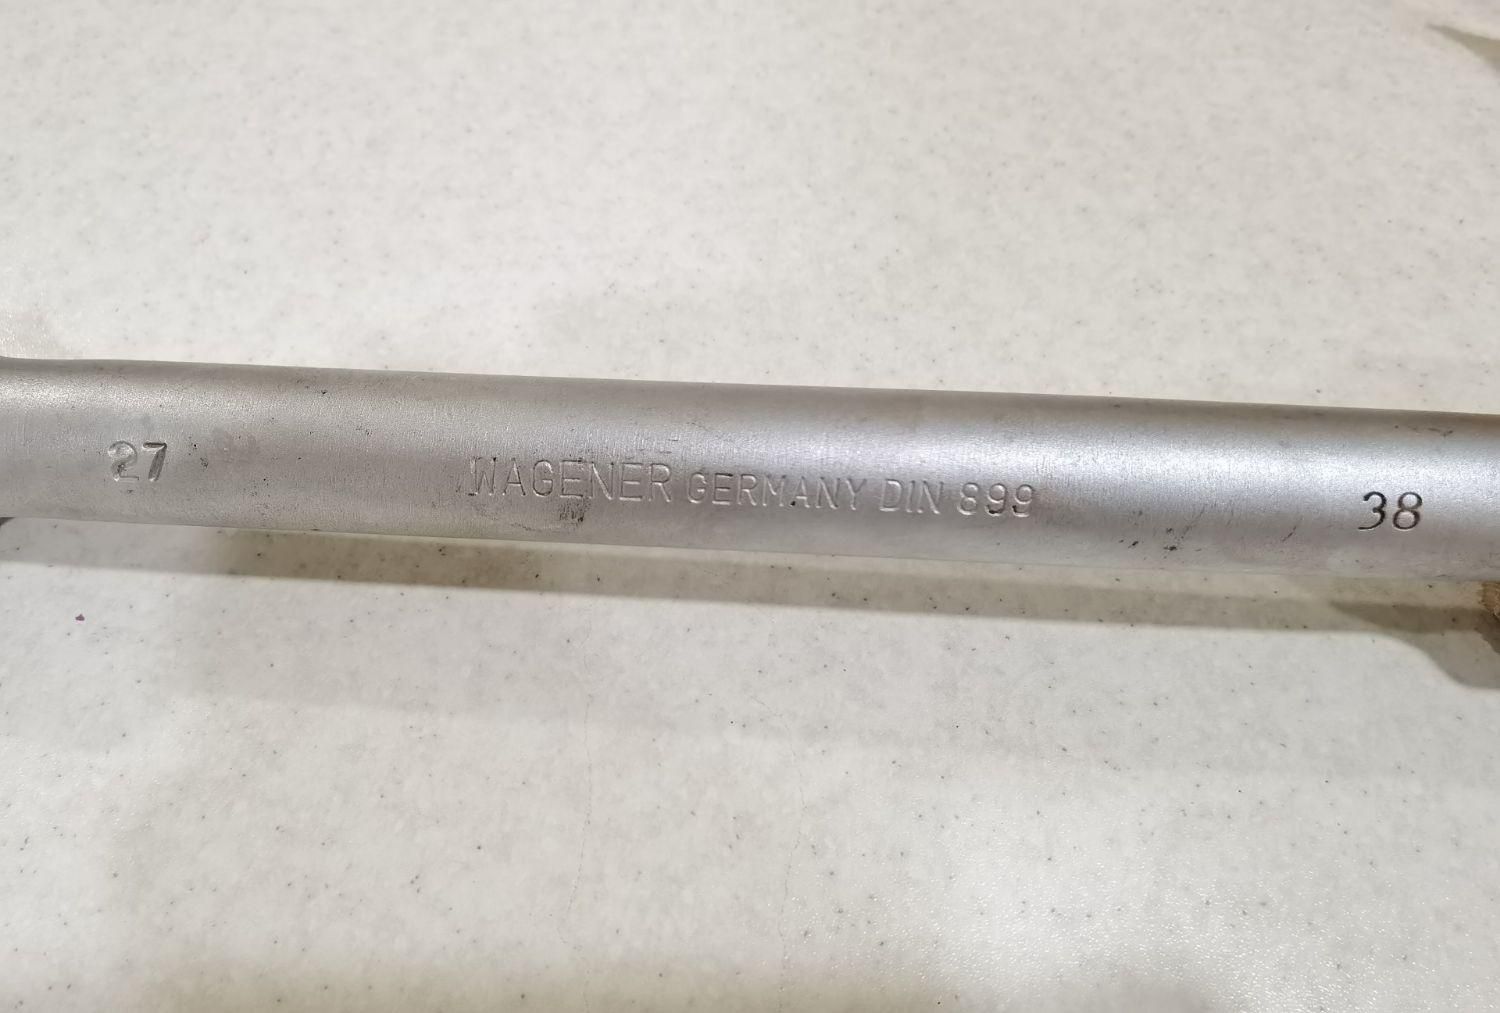 27 WAGENER GERMANY DIN 899 38